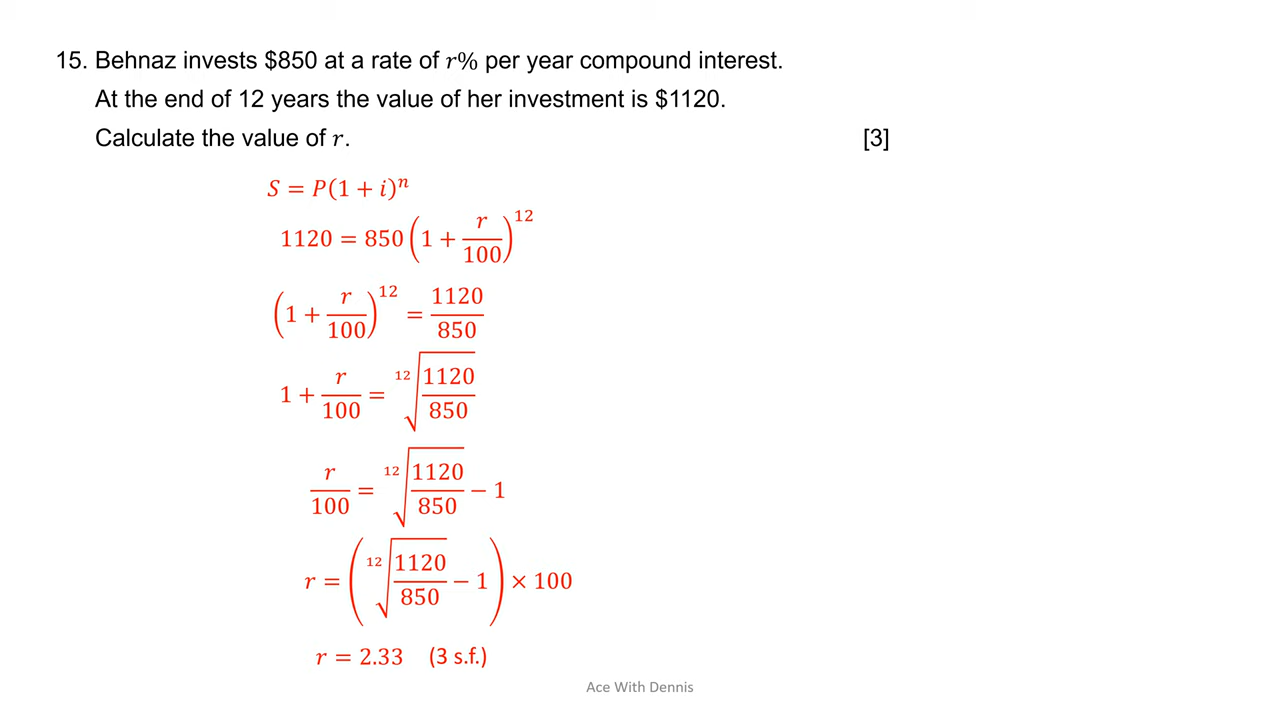 15. Behnaz invests $850 at a rate of r% per year compound interest.
At the end of 12 years the value of her investment is $1120.
Calculate the value of r. [3]
S = P(1 + i)^n
1120 = 850(1 + r/100)^12
(1 + r/100)^12 = 1120/850
1 + r/100 = ¹²√(1120/850)
r/100 = ¹²√(1120/850) − 1
r = (¹²√(1120/850) − 1) × 100
r = 2.33 (3 s.f.)
Ace With Dennis